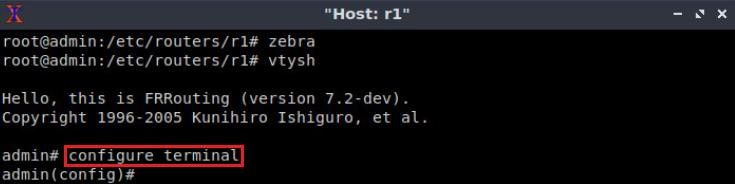 "Host: r1"
root@admin:/etc/routers/r1# zebra
root@admin:/etc/routers/r1# vtysh
Hello, this is FRRouting (version 7.2-dev).
Copyright 1996-2005 Kunihiro Ishiguro, et al.
admin# configure terminal
admin(config)#